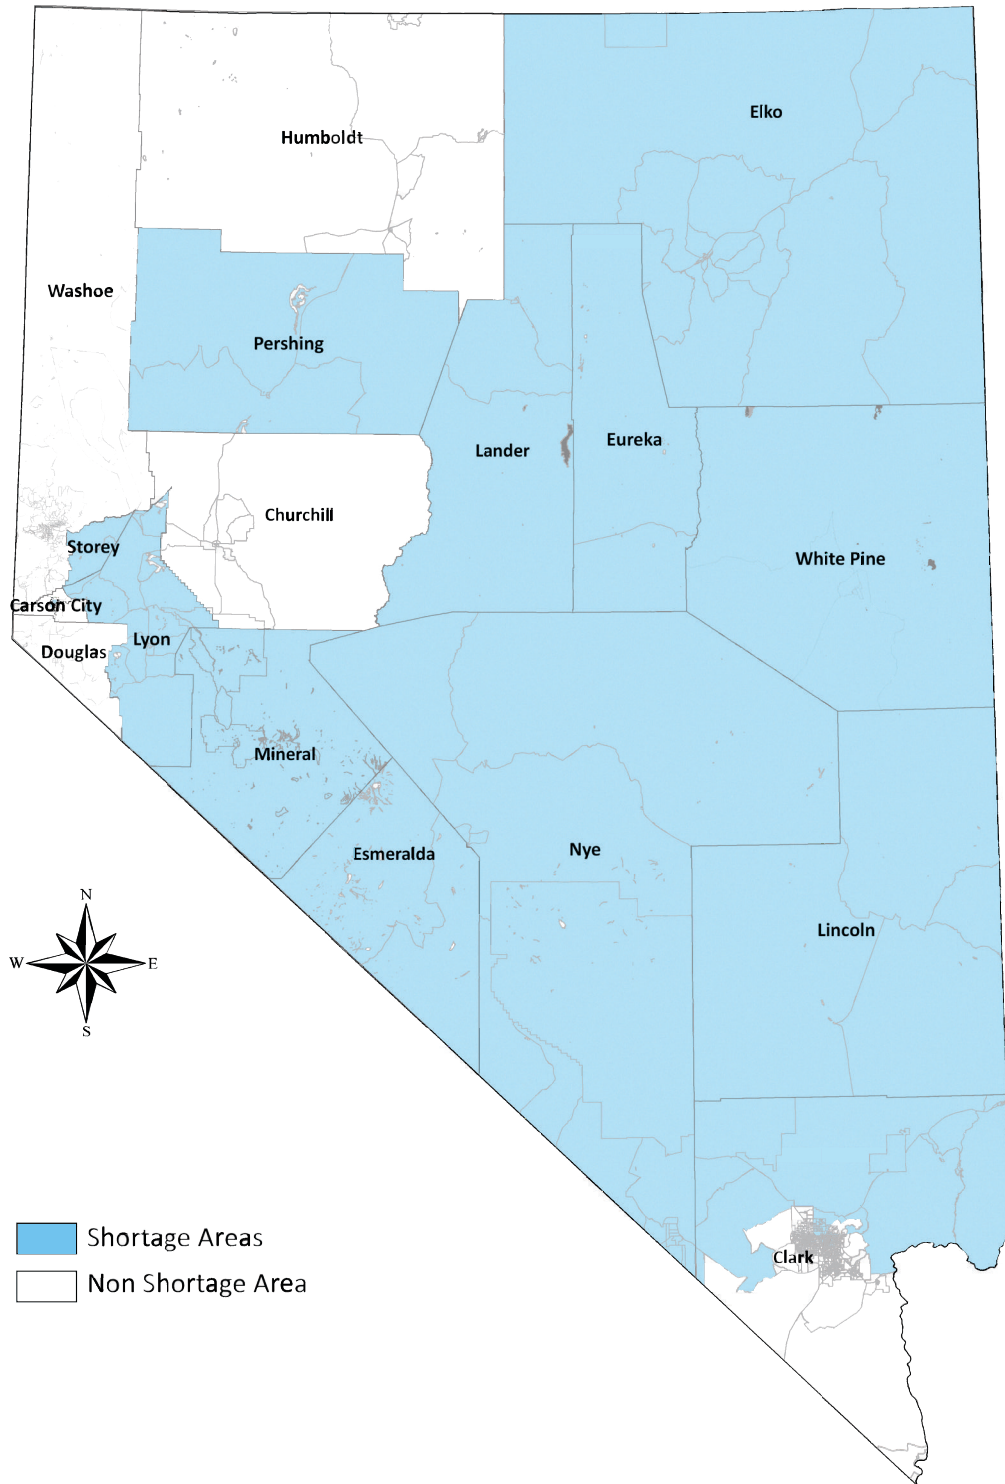 Elko
Humboldt
Washoe
Pershing
Eureka
Lander
Churchill
Storey
White Pine
Carson City
Lyon
Douglas
Mineral
Nye
Esmeralda
Lincoln
N
W
E
S
Shortage Areas
Clark
Non Shortage Area